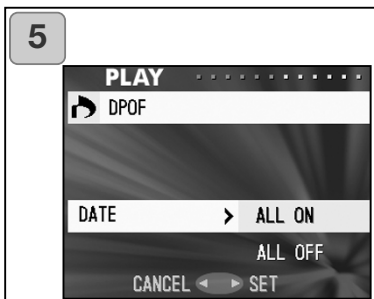 5
PLAY
DPOF
DATE > ALL ON
ALL OFF
CANCEL ◄ ► SET